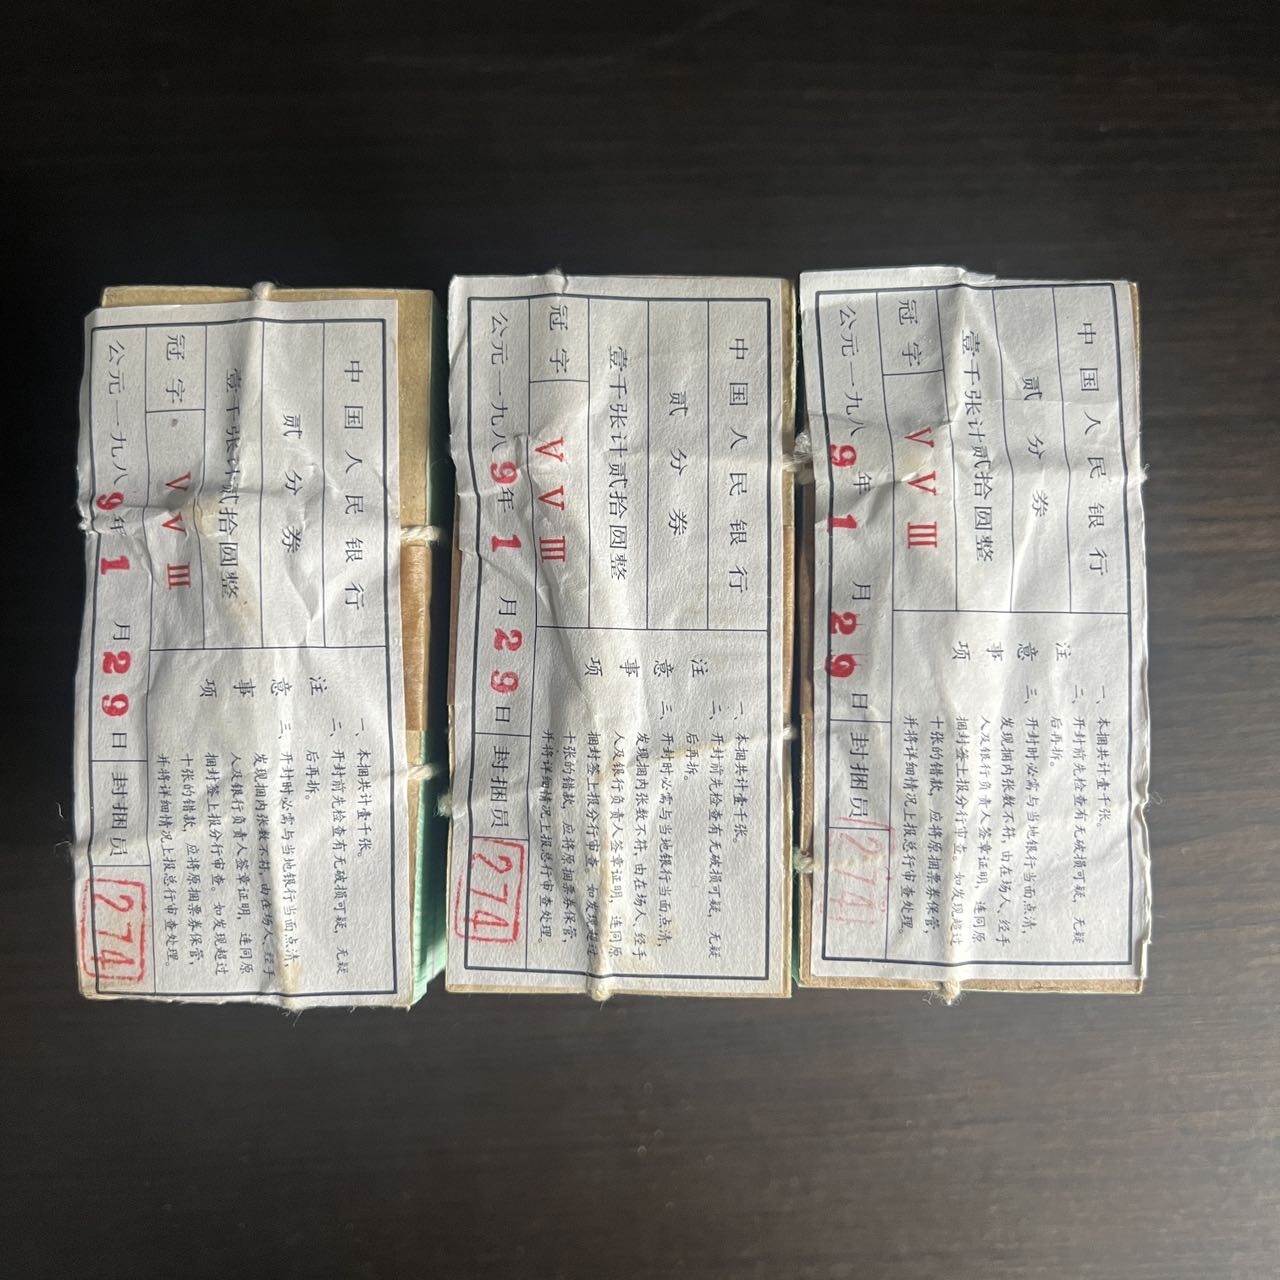 中国人民银行
贰分券
壹千张计贰拾圆整
冠字 VVIII
公元一九八9年1月29日 封捆员 274
注意事项
一、本捆共计壹千张。
二、开封前先检查有无破损可疑，无疑
后再拆。
三、开封时必需与当地银行当面点清，
发现捆内张数不符，由在场人、经手
人及银行负责人签章证明，连同原
捆封签上报分行审查。如发现超过
十张的错款，应将原捆票券保管，
并将详细情况上报总行审查处理。
中国人民银行
贰分券
壹千张计贰拾圆整
冠字 VVIII
公元一九八9年1月29日 封捆员 274
注意事项
一、本捆共计壹千张。
二、开封前先检查有无破损可疑，无疑
后再拆。
三、开封时必需与当地银行当面点清，
发现捆内张数不符，由在场人、经手
人及银行负责人签章证明，连同原
捆封签上报分行审查。如发现超过
十张的错款，应将原捆票券保管，
并将详细情况上报总行审查处理。
中国人民银行
贰分券
壹千张计贰拾圆整
冠字 VVIII
公元一九八9年1月29日 封捆员 274
注意事项
一、本捆共计壹千张。
二、开封前先检查有无破损可疑，无疑
后再拆。
三、开封时必需与当地银行当面点清，
发现捆内张数不符，由在场人、经手
人及银行负责人签章证明，连同原
捆封签上报分行审查。如发现超过
十张的错款，应将原捆票券保管，
并将详细情况上报总行审查处理。